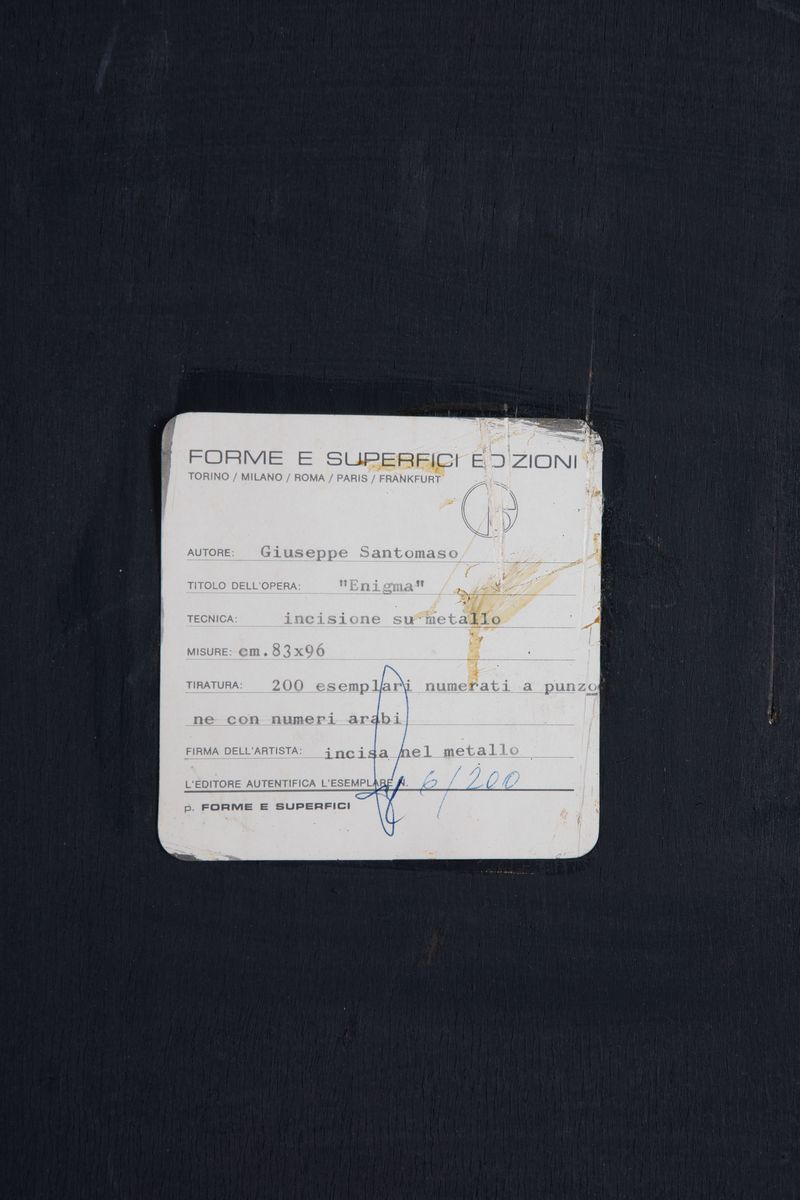 FORME E SUPERFICI EDIZIONI
TORINO / MILANO / ROMA / PARIS / FRANKFURT
AUTORE: Giuseppe Santomaso
TITOLO DELL'OPERA: "Enigma"
TECNICA: incisione su metallo
MISURE: cm.83x96
TIRATURA: 200 esemplari numerati a punzo
ne con numeri arabi
FIRMA DELL'ARTISTA: incisa nel metallo
L'EDITORE AUTENTIFICA L'ESEMPLARE N. 6/200
p. FORME E SUPERFICI